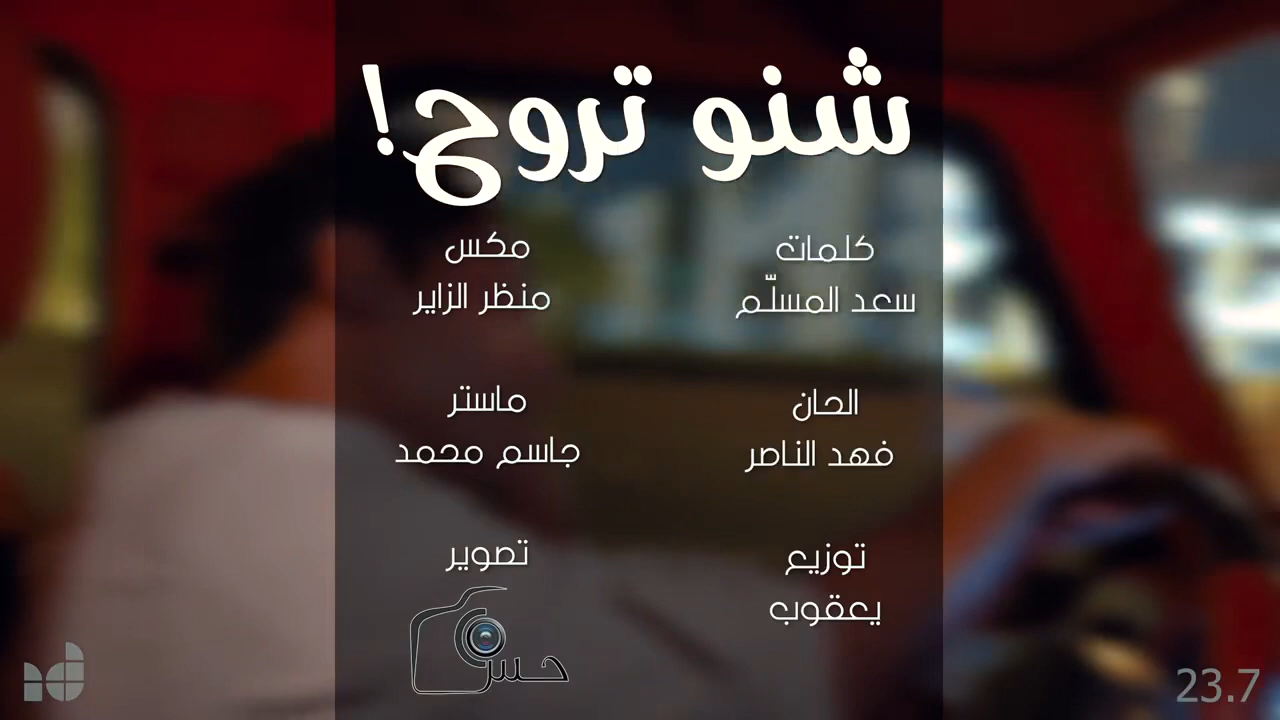 شنو تروح!
كلمات
سعد المسلّم
الحان
فهد الناصر
توزيع
يعقوب
مكس
منظر الزاير
ماستر
جاسم محمد
تصوير
حسن
23.7